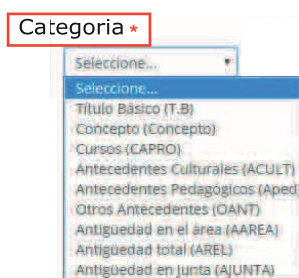 Categoria *
Seleccione...
Seleccione...
Título Básico (T.B)
Concepto (Concepto)
Cursos (CAPRO)
Antecedentes Culturales (ACULT)
Antecedentes Pedagógicos (Aped)
Otros Antecedentes (OANT)
Antigüedad en el área (AAREA)
Antigüedad total (AREL)
Antigüedad en Junta (AJUNTA)